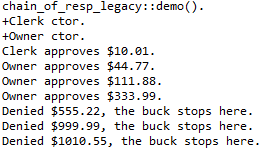 chain_of_resp_legacy::demo().
+Clerk ctor.
+Owner ctor.
Clerk approves $10.01.
Owner approves $44.77.
Owner approves $111.88.
Owner approves $333.99.
Denied $555.22, the buck stops here.
Denied $999.99, the buck stops here.
Denied $1010.55, the buck stops here.